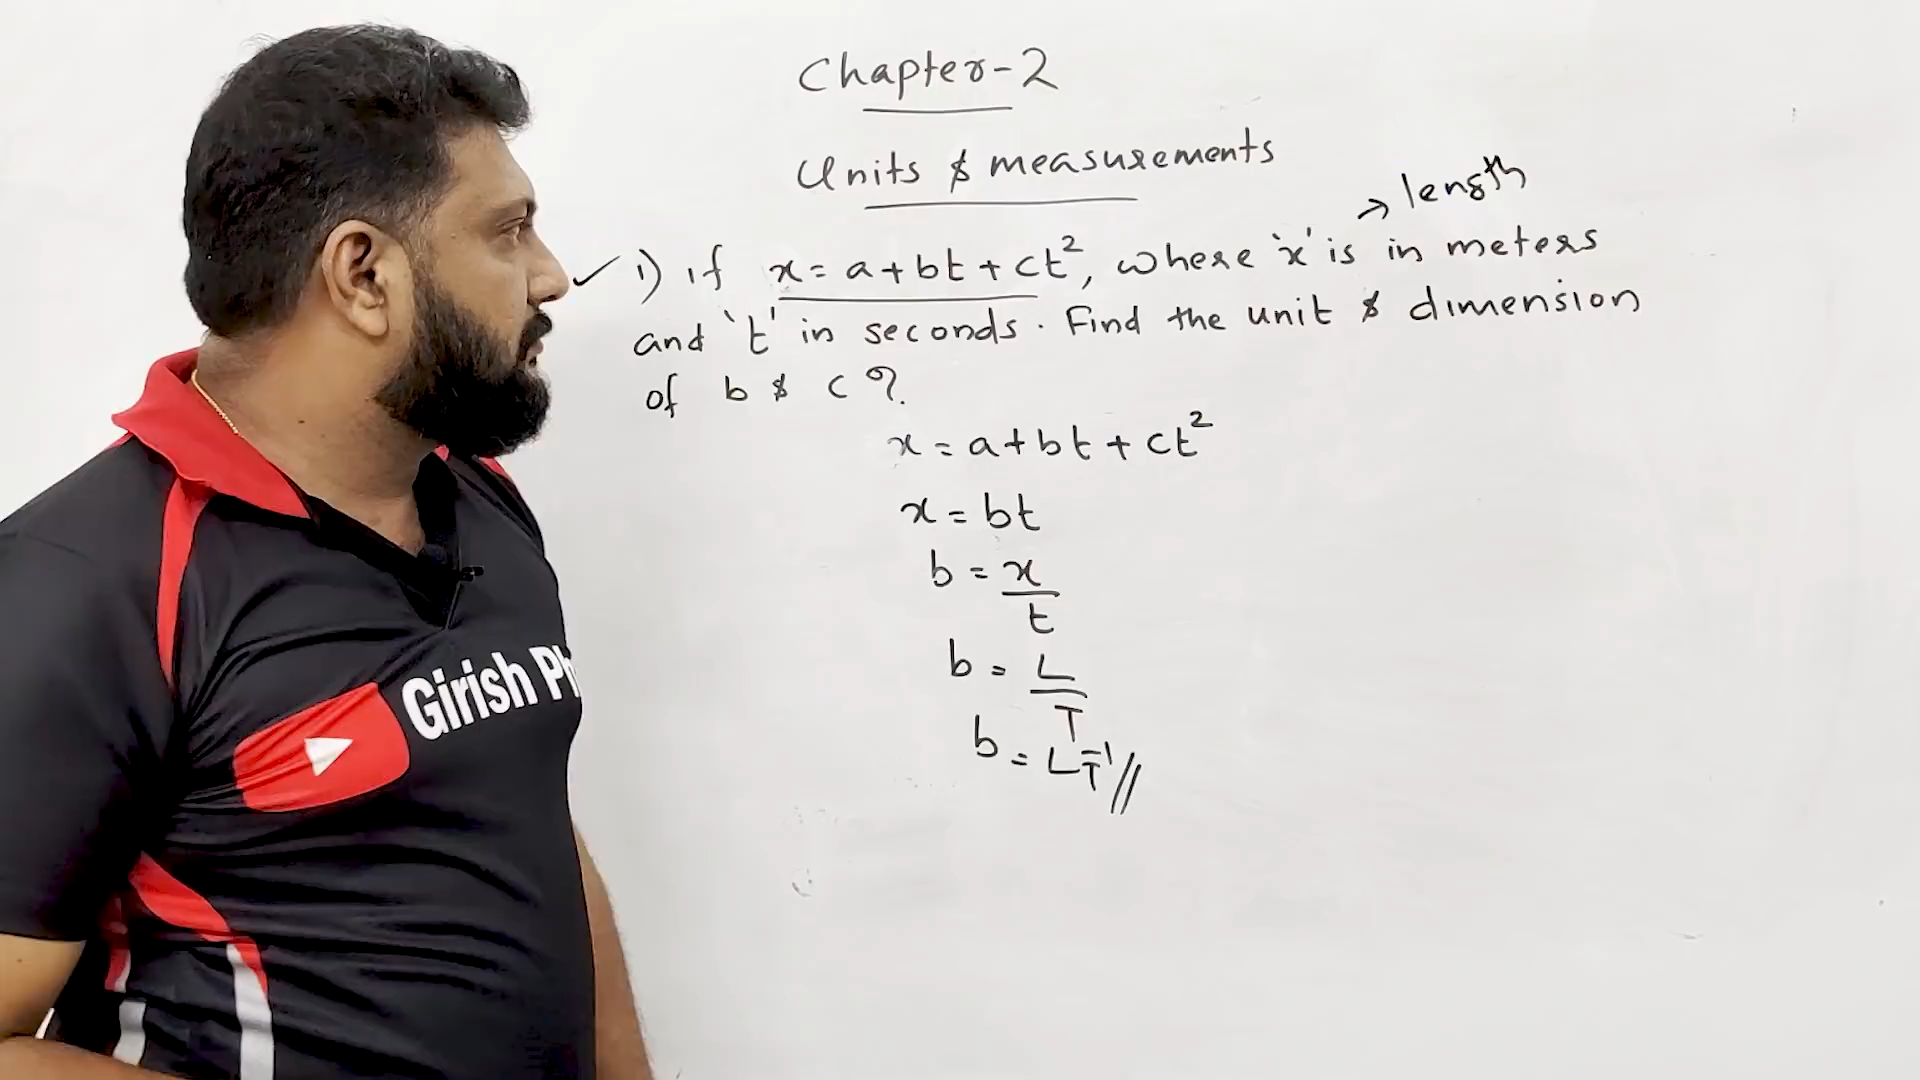 Chapter-2
Units & measurements
→ length
✓ 1) if x = a + bt + ct², where 'x' is in meters
and 't' in seconds. Find the unit & dimension
of b & c?
x = a + bt + ct²
x = bt
b = x/t
b = L/T
b = LT⁻¹//
Girish Ph